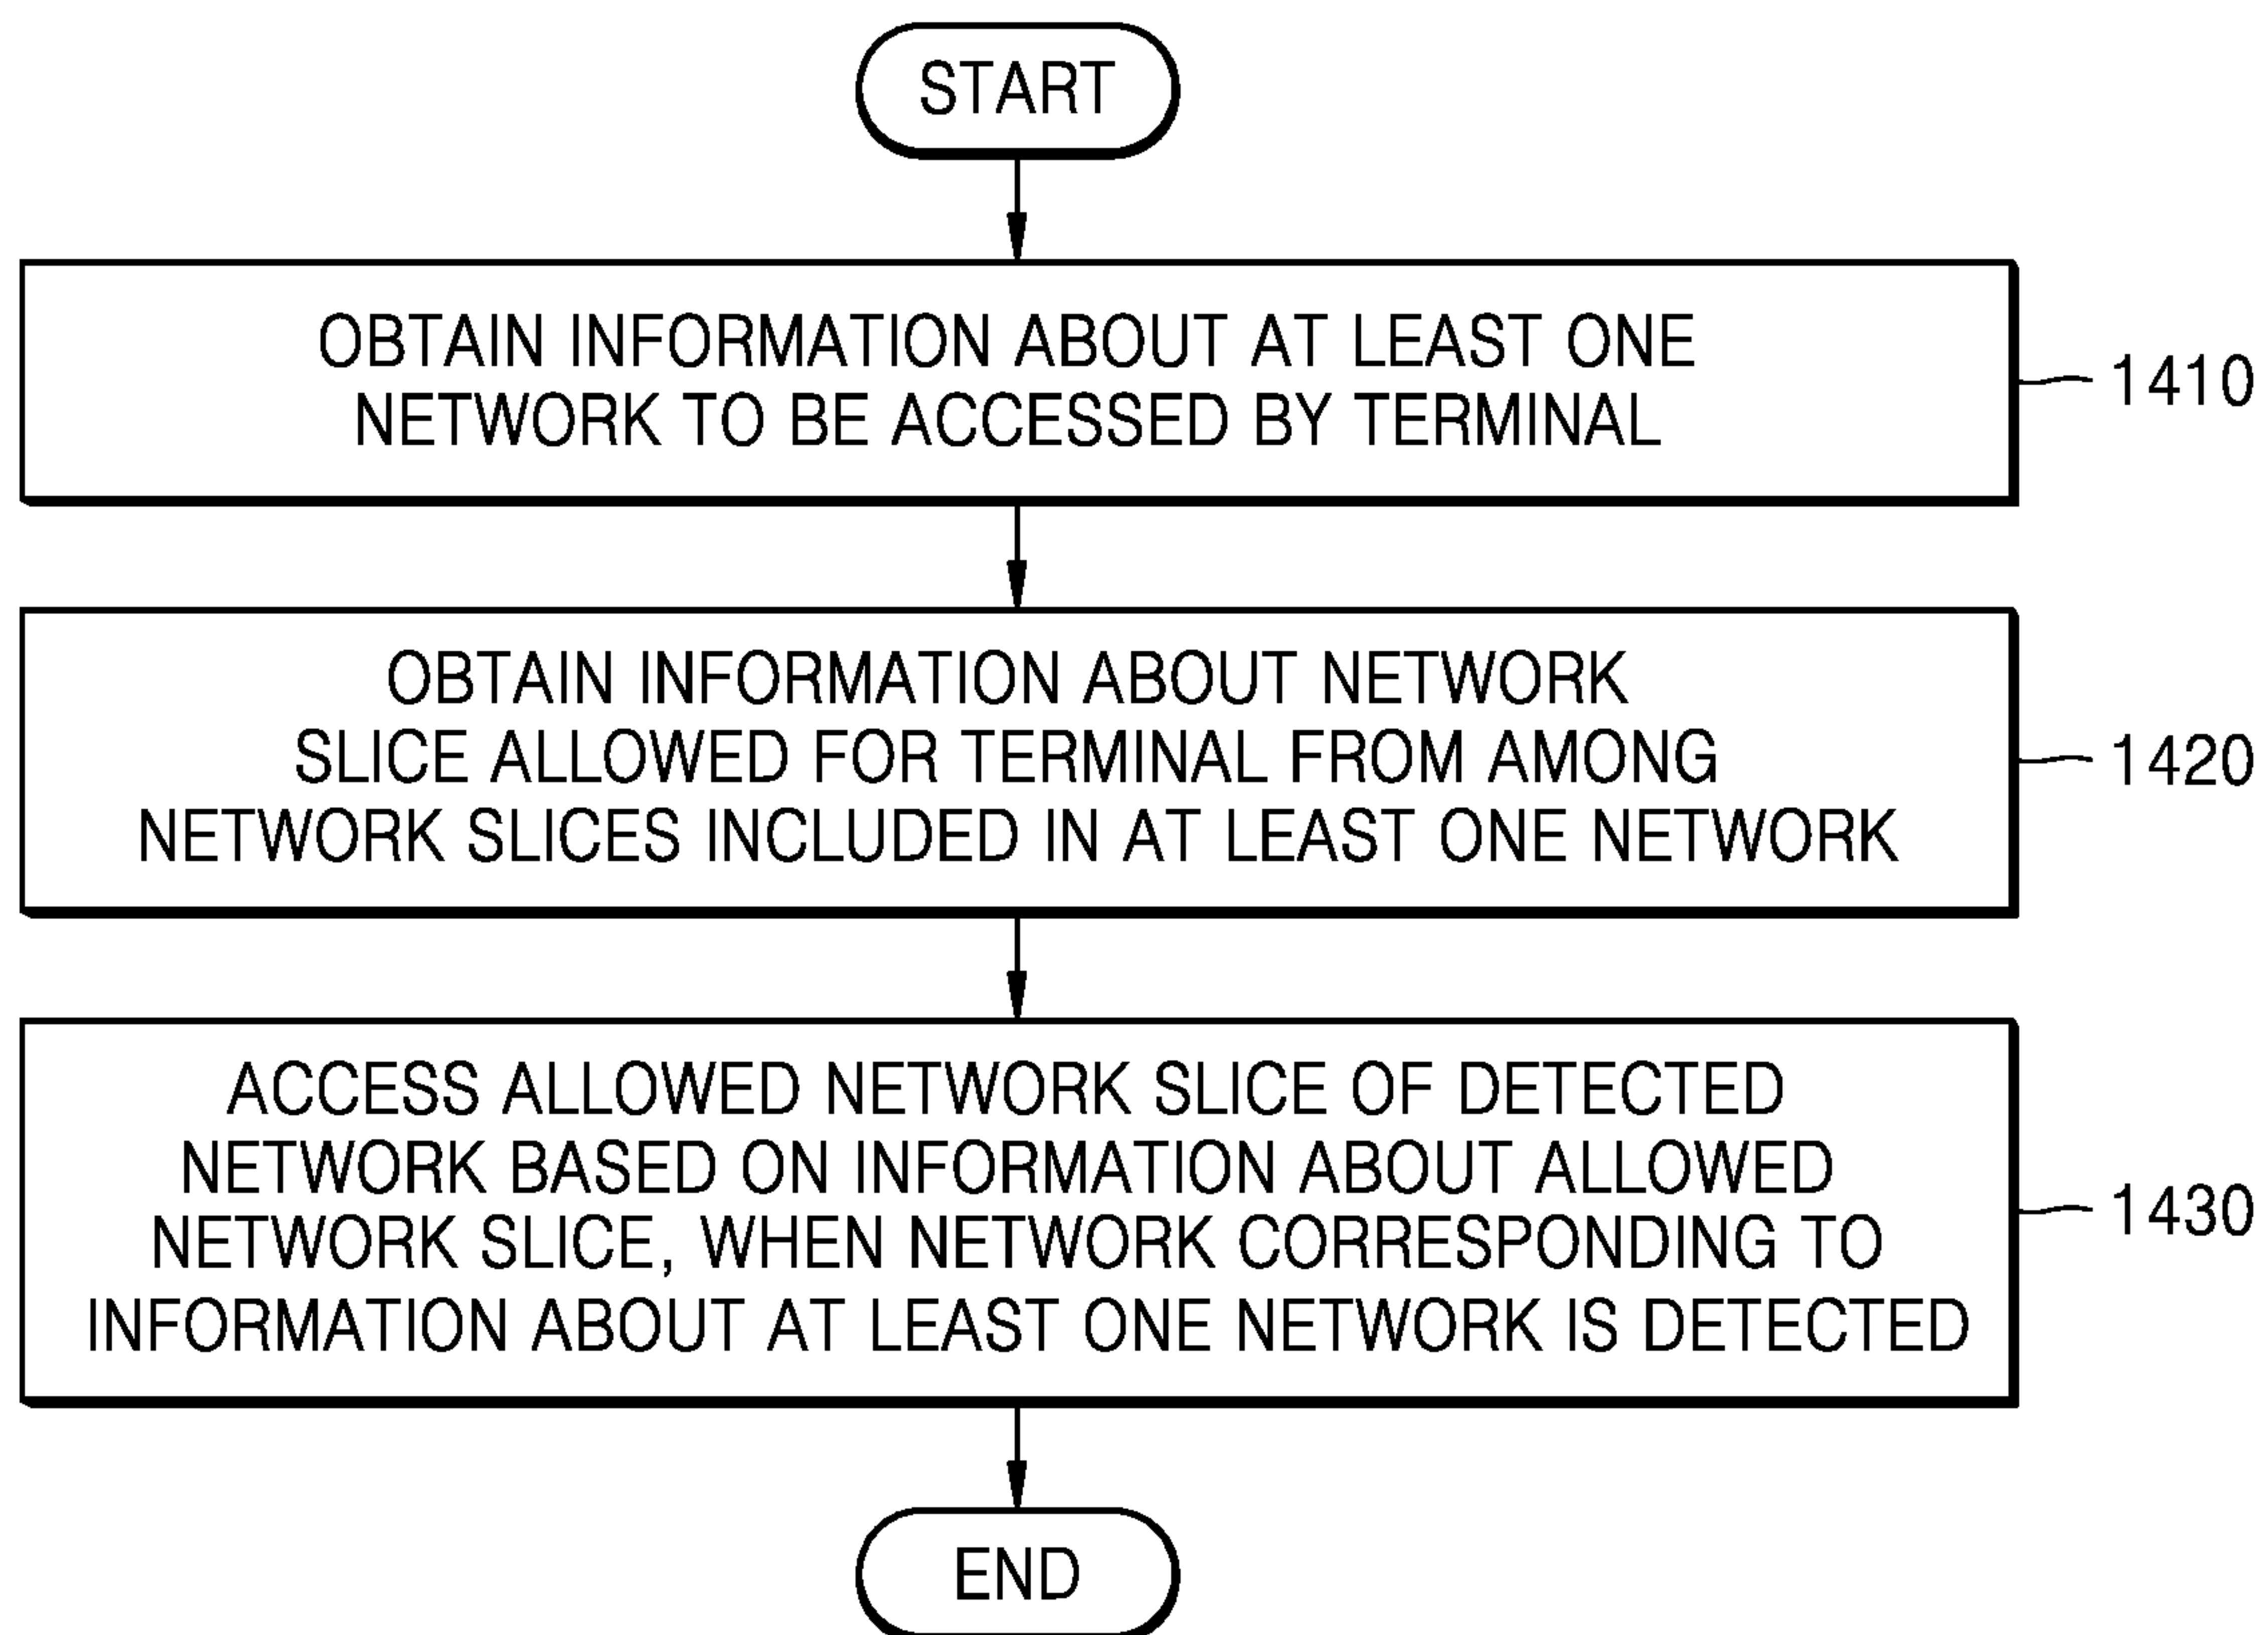 START
OBTAIN INFORMATION ABOUT AT LEAST ONE
NETWORK TO BE ACCESSED BY TERMINAL
1410
OBTAIN INFORMATION ABOUT NETWORK
SLICE ALLOWED FOR TERMINAL FROM AMONG
NETWORK SLICES INCLUDED IN AT LEAST ONE NETWORK
1420
ACCESS ALLOWED NETWORK SLICE OF DETECTED
NETWORK BASED ON INFORMATION ABOUT ALLOWED
NETWORK SLICE, WHEN NETWORK CORRESPONDING TO
INFORMATION ABOUT AT LEAST ONE NETWORK IS DETECTED
1430
END